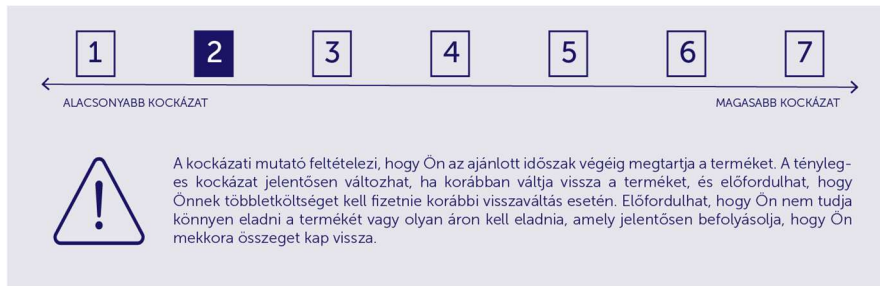 1 2 3 4 5 6 7
ALACSONYABB KOCKÁZAT MAGASABB KOCKÁZAT
A kockázati mutató feltételezi, hogy Ön az ajánlott időszak végéig megtartja a terméket. A tényleg-
es kockázat jelentősen változhat, ha korábban váltja vissza a terméket, és előfordulhat, hogy
Önnek többletköltséget kell fizetnie korábbi visszaváltás esetén. Előfordulhat, hogy Ön nem tudja
könnyen eladni a termékét vagy olyan áron kell eladnia, amely jelentősen befolyásolja, hogy Ön
mekkora összeget kap vissza.